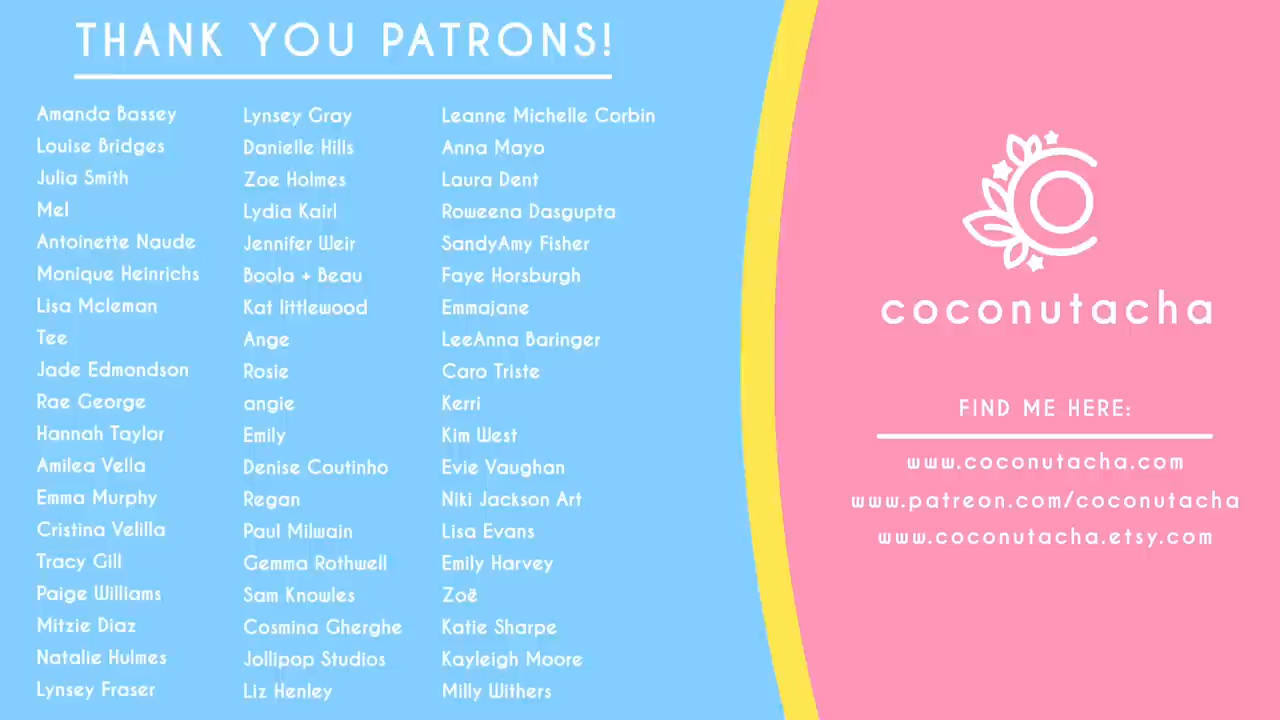 THANK YOU PATRONS!
Amanda Bassey
Louise Bridges
Julia Smith
Mel
Antoinette Naude
Monique Heinrichs
Lisa Mcleman
Tee
Jade Edmondson
Rae George
Hannah Taylor
Amilea Vella
Emma Murphy
Cristina Velilla
Tracy Gill
Paige Williams
Mitzie Diaz
Natalie Hulmes
Lynsey Fraser
Lynsey Gray
Danielle Hills
Zoe Holmes
Lydia Kairl
Jennifer Weir
Boola + Beau
Kat littlewood
Ange
Rosie
angie
Emily
Denise Coutinho
Regan
Paul Milwain
Gemma Rothwell
Sam Knowles
Cosmina Gherghe
Jollipop Studios
Liz Henley
Leanne Michelle Corbin
Anna Mayo
Laura Dent
Roweena Dasgupta
SandyAmy Fisher
Faye Horsburgh
Emmajane
LeeAnna Baringer
Caro Triste
Kerri
Kim West
Evie Vaughan
Niki Jackson Art
Lisa Evans
Emily Harvey
Zoë
Katie Sharpe
Kayleigh Moore
Milly Withers
coconutacha
FIND ME HERE:
www.coconutacha.com
www.patreon.com/coconutacha
www.coconutacha.etsy.com